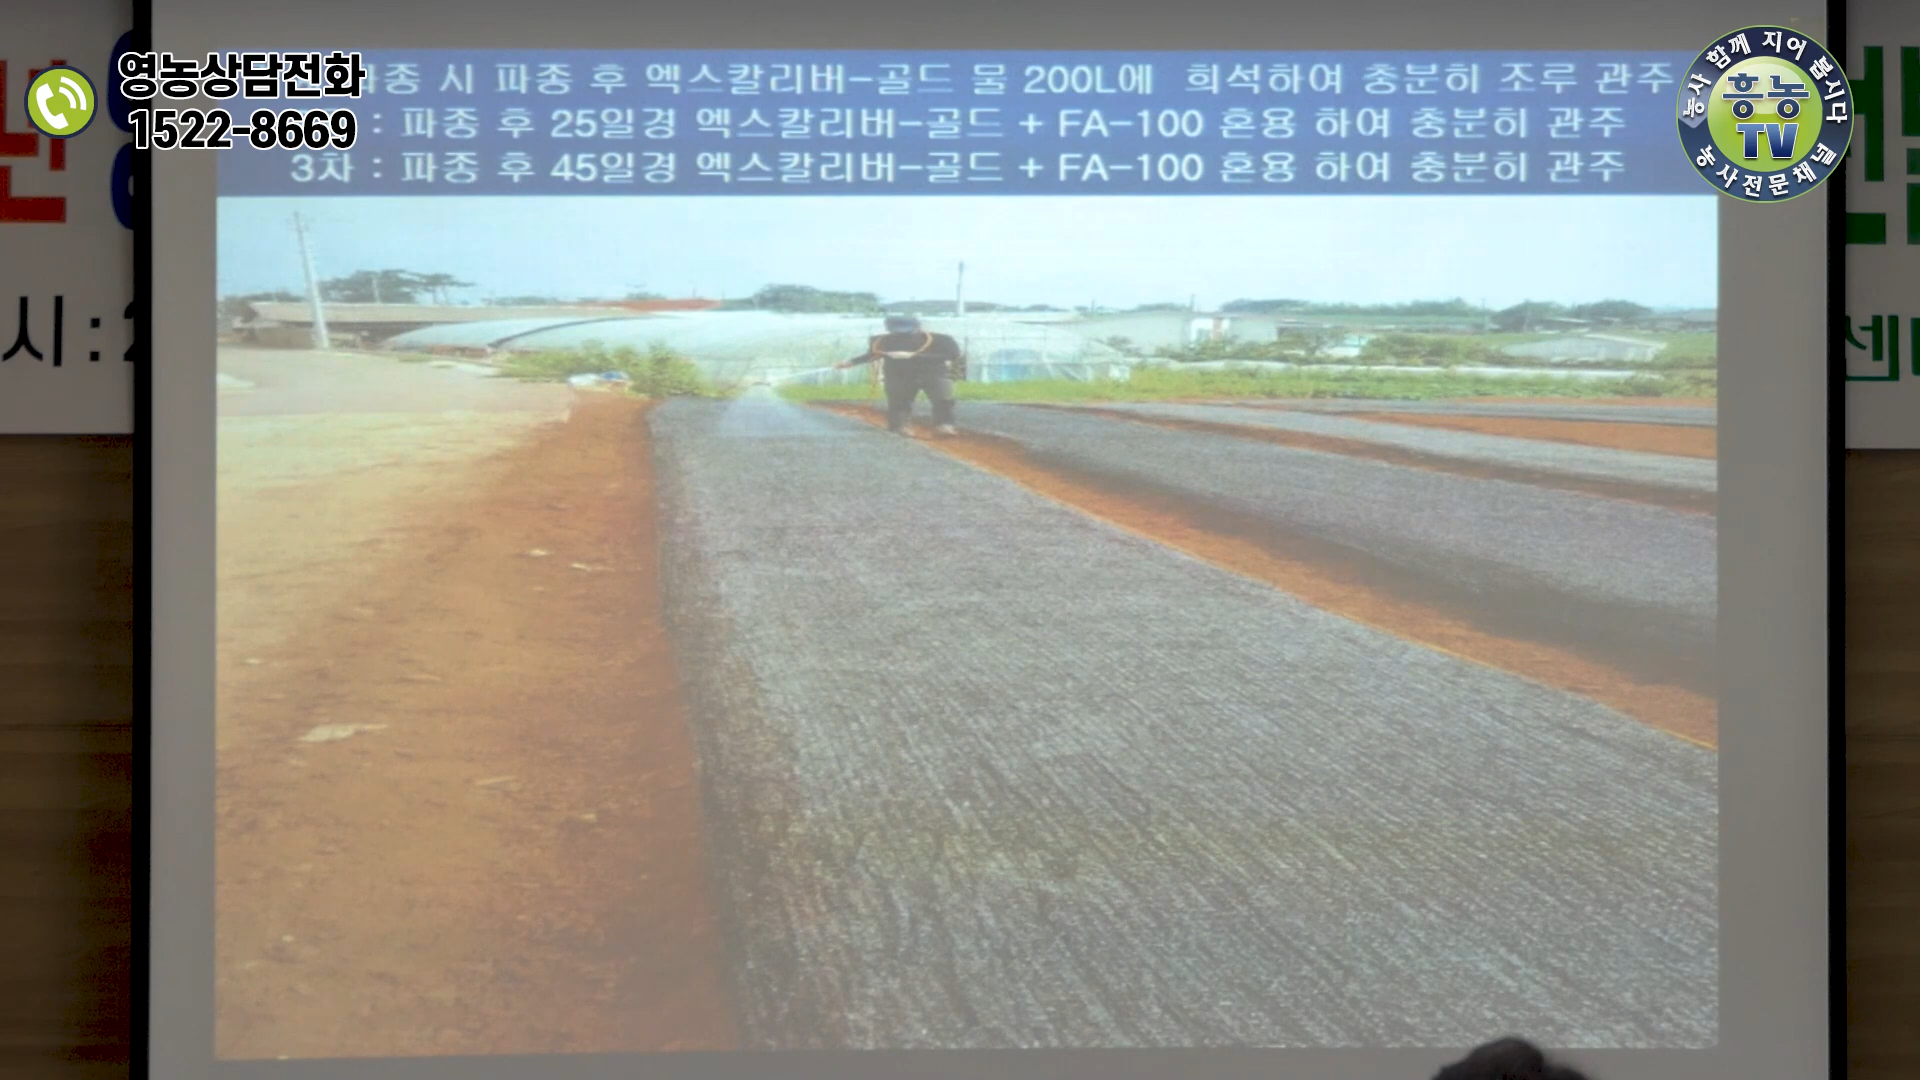 영농상담전화
1522-8669
파종 시 파종 후 엑스칼리버-골드 물 200L에 희석하여 충분히 조루 관주
: 파종 후 25일경 엑스칼리버-골드 + FA-100 혼용 하여 충분히 관주
3차 : 파종 후 45일경 엑스칼리버-골드 + FA-100 혼용 하여 충분히 관주
농사 함께 지어 봅시다
흥농
TV
농사전문채널
시:2
센터